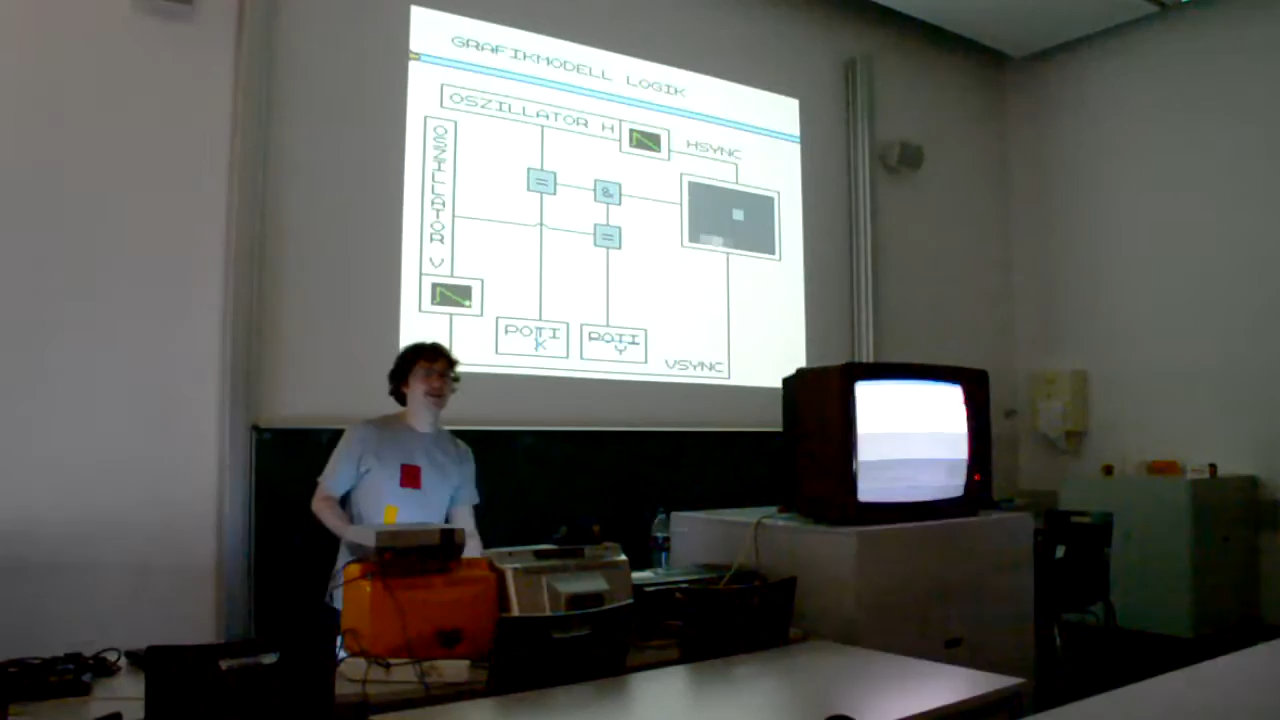 GRAFIKMODELL LOGIK
OSZILLATOR H
HSYNC
OSZILLATOR V
=
&
=
POTI
X
POTI
Y
VSYNC